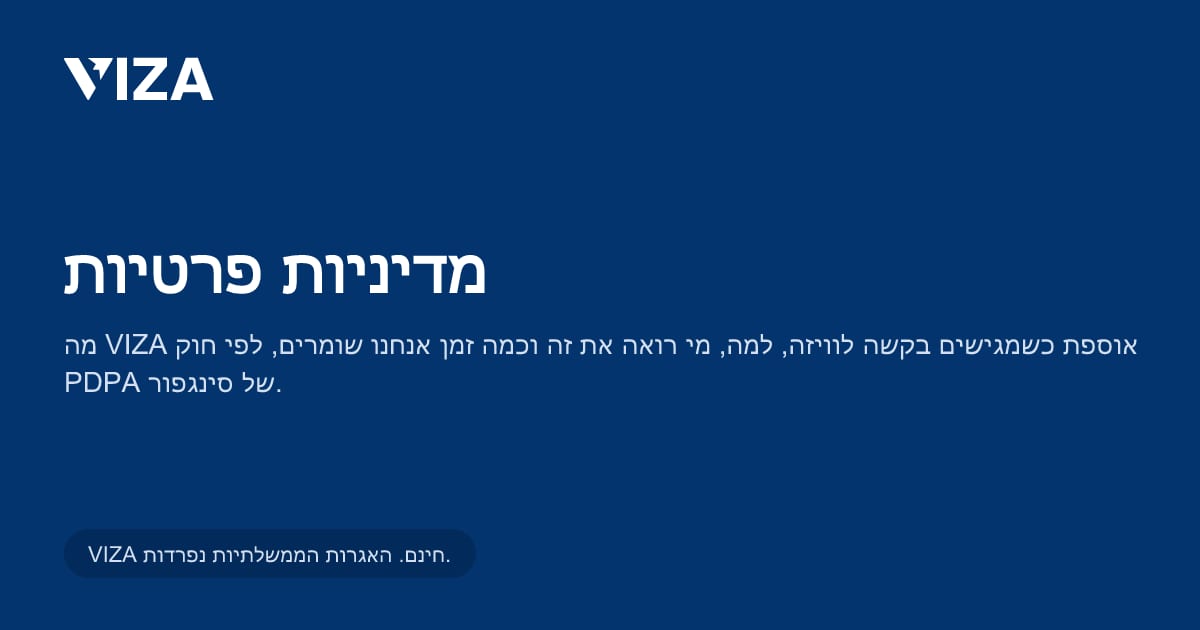 VIZA
מדיניות פרטיות
מה VIZA אוספת כשמגישים בקשה לוויזה, למה, מי רואה את זה וכמה זמן אנחנו שומרים, לפי חוק
PDPA של סינגפור.
VIZA חינם. האגרות הממשלתיות נפרדות.